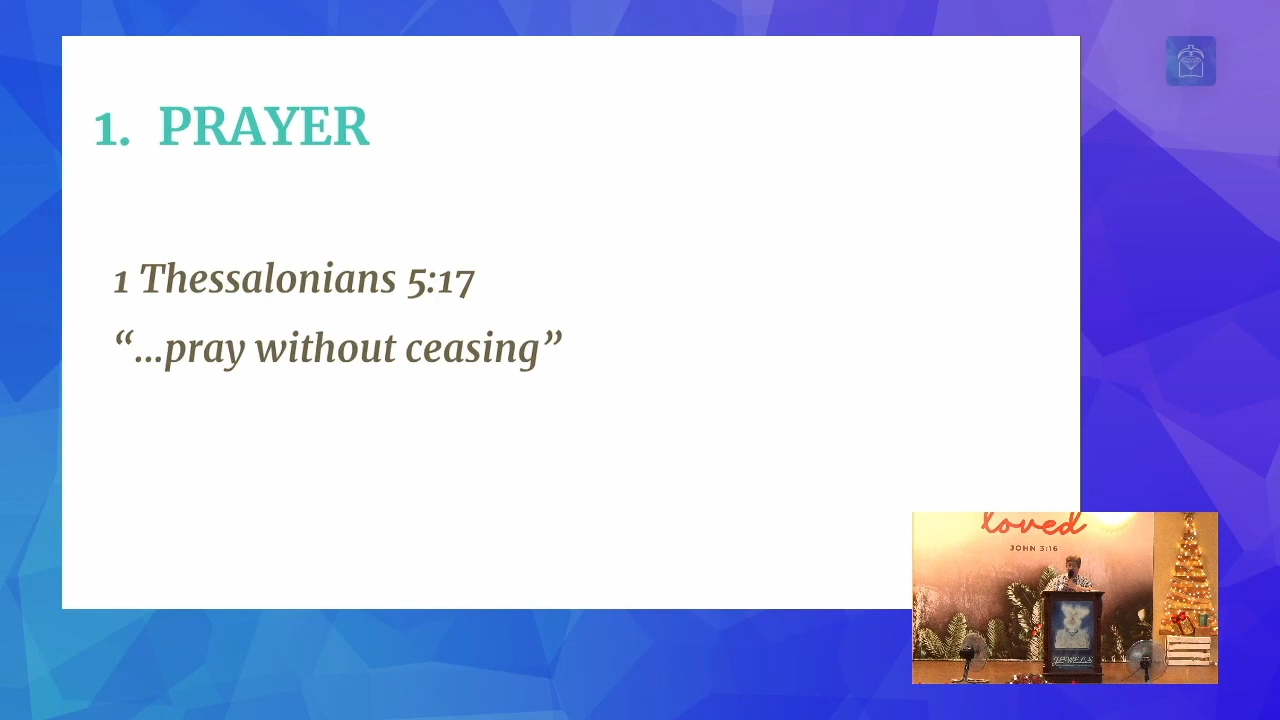 1. PRAYER
1 Thessalonians 5:17
“...pray without ceasing”
loved
JOHN 3:16